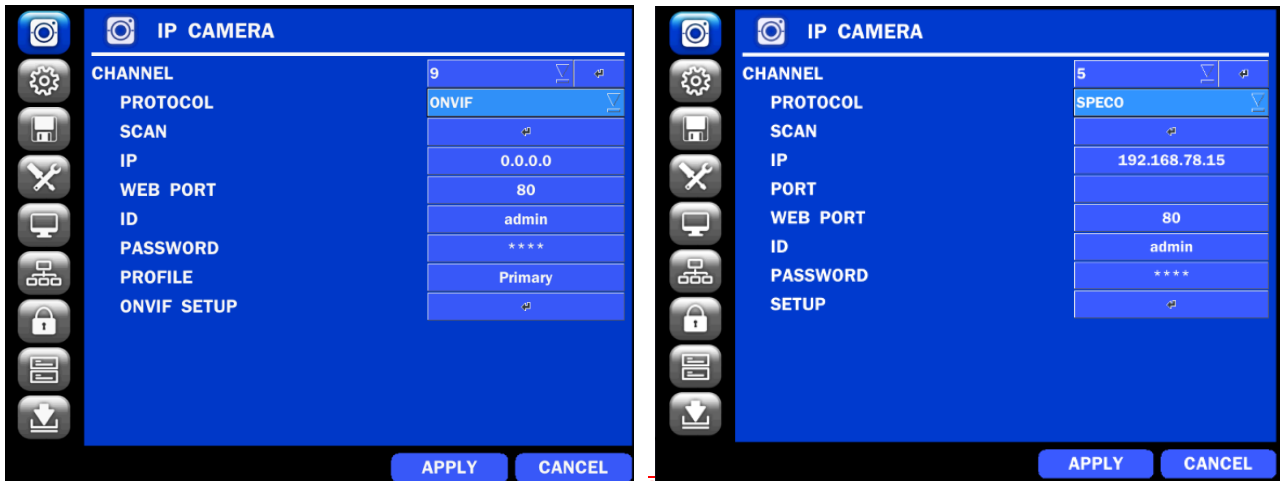 IP CAMERA
CHANNEL 9
PROTOCOL ONVIF
SCAN
IP 0.0.0.0
WEB PORT 80
ID admin
PASSWORD ****
PROFILE Primary
ONVIF SETUP
APPLY CANCEL
IP CAMERA
CHANNEL 5
PROTOCOL SPECO
SCAN
IP 192.168.78.15
PORT
WEB PORT 80
ID admin
PASSWORD ****
SETUP
APPLY CANCEL